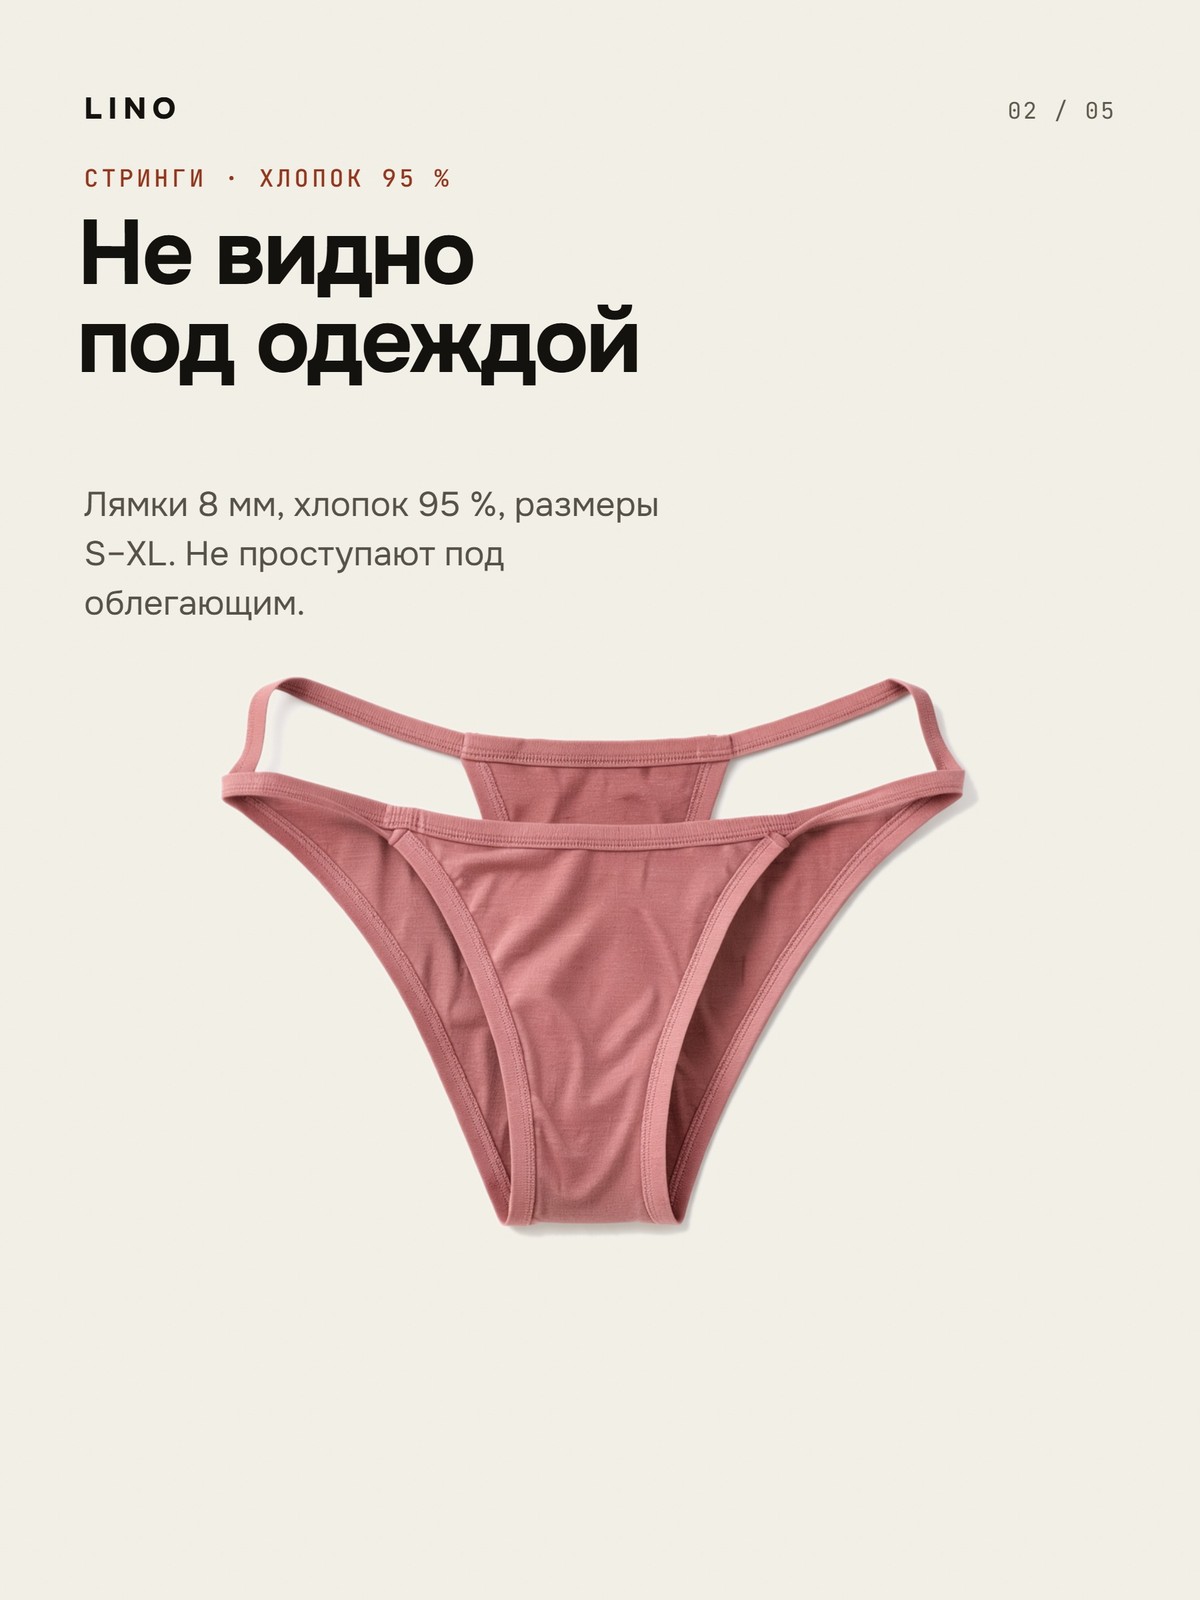 LINO
02 / 05
СТРИНГИ · ХЛОПОК 95 %
Не видно
под одеждой
Лямки 8 мм, хлопок 95 %, размеры
S–XL. Не проступают под
облегающим.